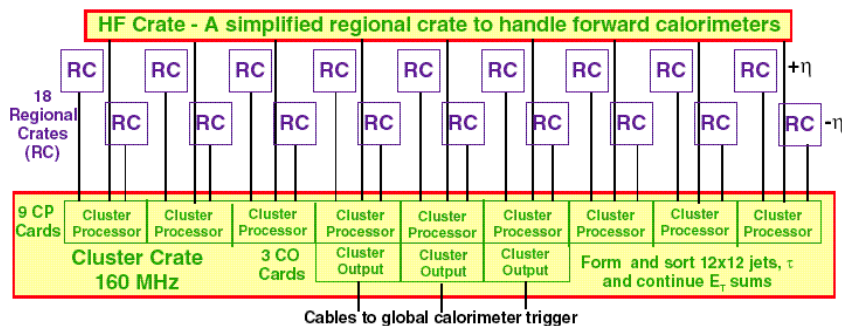 HF Crate - A simplified regional crate to handle forward calorimeters
RC RC RC RC RC RC RC RC RC +η
18
Regional
Crates
(RC)
RC RC RC RC RC RC RC RC RC -η
9 CP
Cards
Cluster Processor
Cluster Processor
Cluster Processor
Cluster Processor
Cluster Processor
Cluster Processor
Cluster Processor
Cluster Processor
Cluster Processor
Cluster Crate
160 MHz
3 CO
Cards
Cluster Output
Cluster Output
Cluster Output
Form and sort 12x12 jets, τ
and continue E_T sums
Cables to global calorimeter trigger